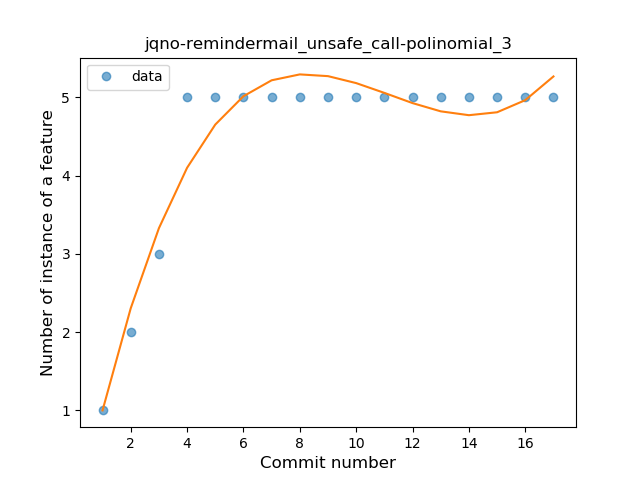 jqno-remindermail_unsafe_call-polinomial_3
data
Number of instance of a feature
5
4
3
2
1
2 4 6 8 10 12 14 16
Commit number